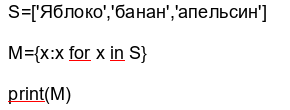 S=['Яблоко','банан','апельсин']
M={x:x for x in S}
print(M)